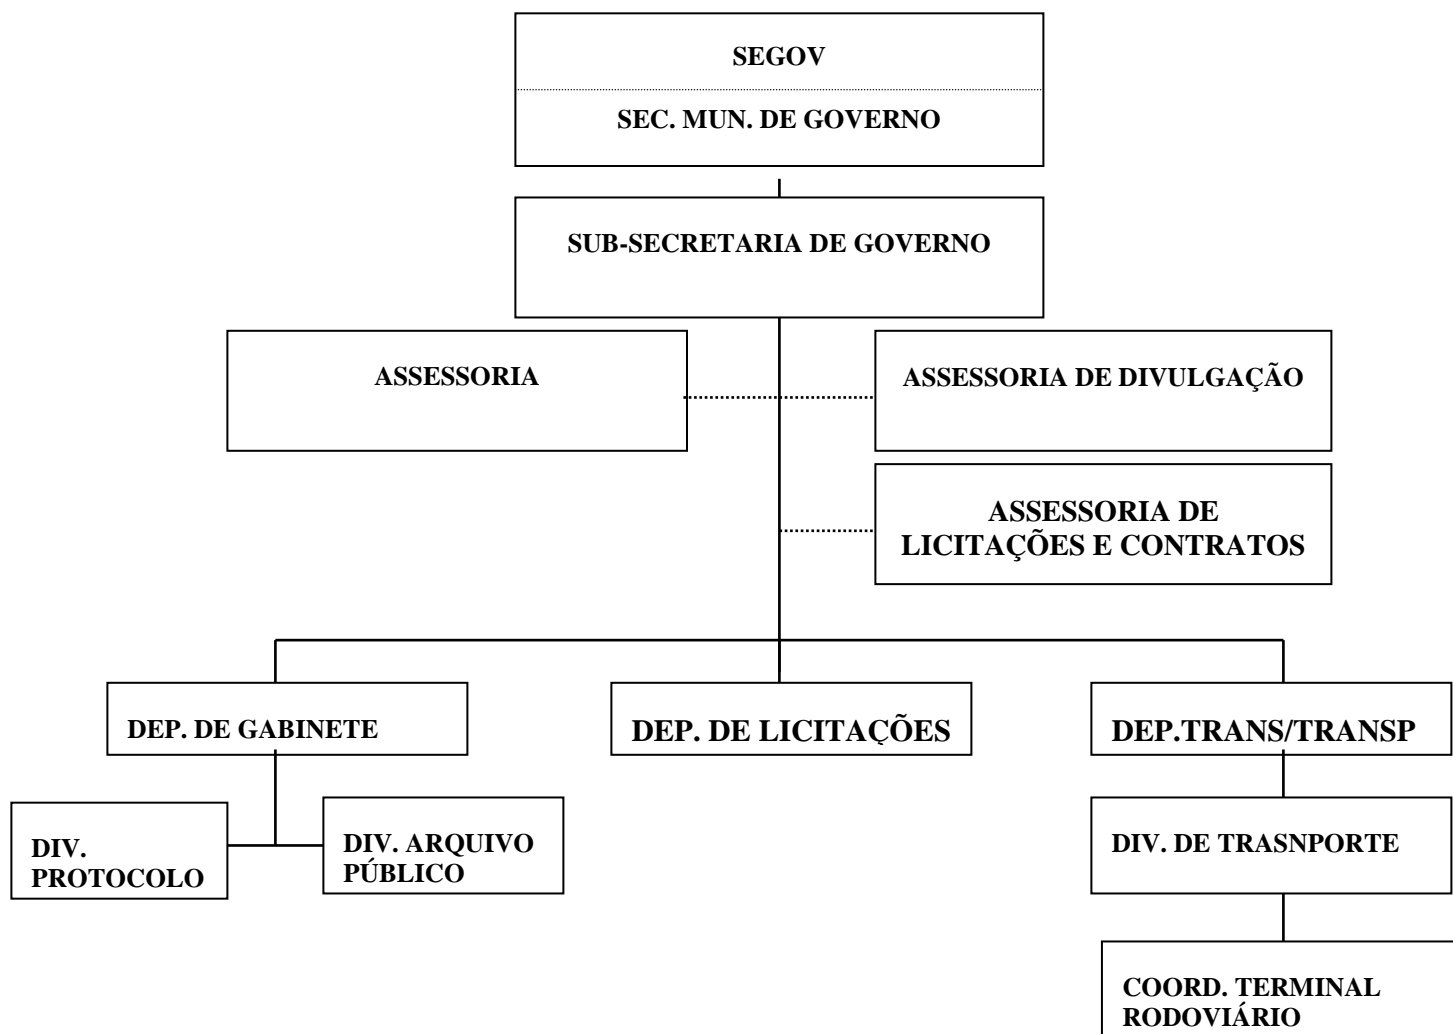 SEGOV
SEC. MUN. DE GOVERNO
SUB-SECRETARIA DE GOVERNO
ASSESSORIA
ASSESSORIA DE DIVULGAÇÃO
ASSESSORIA DE
LICITAÇÕES E CONTRATOS
DEP. DE GABINETE
DEP. DE LICITAÇÕES
DEP.TRANS/TRANSP
DIV.
PROTOCOLO
DIV. ARQUIVO
PÚBLICO
DIV. DE TRASNPORTE
COORD. TERMINAL
RODOVIÁRIO